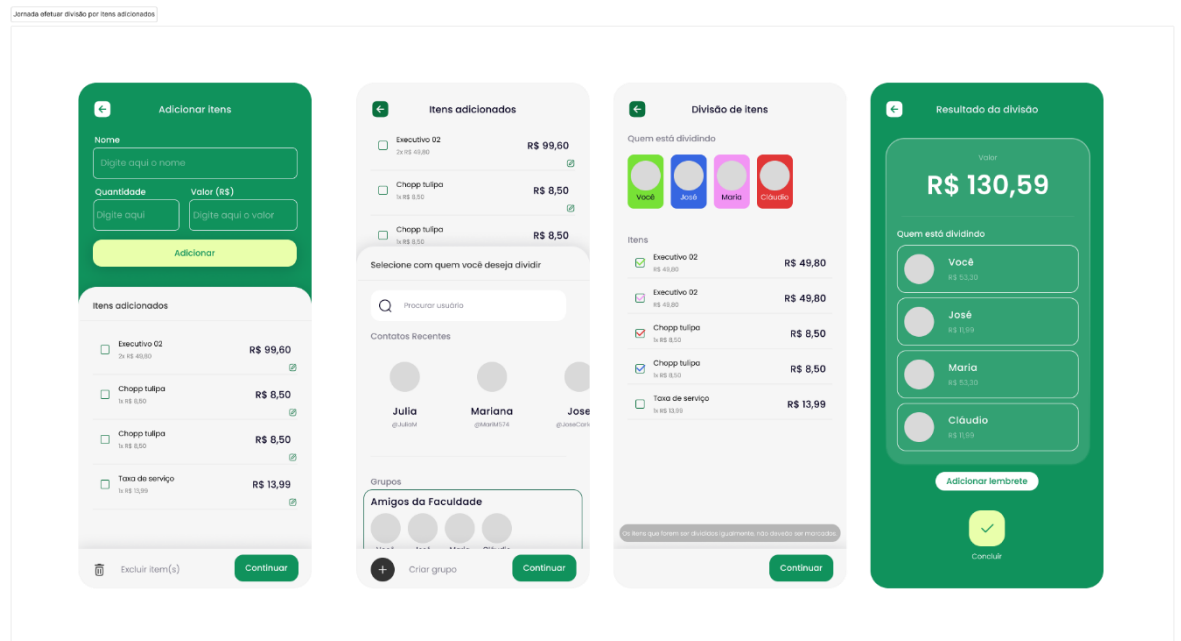 Jornada efetuar divisão por itens adicionados
Adicionar itens
Nome
Digite aqui o nome
Quantidade
Valor (R$)
Digite aqui
Digite aqui o valor
Adicionar
Itens adicionados
Executivo 02
R$ 99,60
2x R$ 49,80
Chopp tulipa
R$ 8,50
1x R$ 8,50
Chopp tulipa
R$ 8,50
1x R$ 8,50
Taxa de serviço
R$ 13,99
1x R$ 13,99
Excluir item(s)
Continuar
Itens adicionados
Executivo 02
R$ 99,60
2x R$ 49,80
Chopp tulipa
R$ 8,50
1x R$ 8,50
Chopp tulipa
R$ 8,50
1x R$ 8,50
Selecione com quem você deseja dividir
Procurar usuário
Contatos Recentes
Julia
Mariana
Jose
@JuliaM
@MariM574
Grupos
Amigos da Faculdade
Você José Maria Cláudio
Criar grupo
Continuar
Divisão de itens
Quem está dividindo
Você
José
Maria
Cláudio
Itens
Executivo 02
R$ 49,80
R$ 49,80
Executivo 02
R$ 49,80
R$ 49,80
Chopp tulipa
R$ 8,50
1x R$ 8,50
Chopp tulipa
R$ 8,50
1x R$ 8,50
Taxa de serviço
R$ 13,99
1x R$ 13,99
Os itens que forem ser divididos igualmente, não deverão ser marcados.
Continuar
Resultado da divisão
Valor
R$ 130,59
Quem está dividindo
Você
R$ 53,30
José
R$ 11,99
Maria
R$ 53,30
Cláudio
R$ 11,99
Adicionar lembrete
Concluir